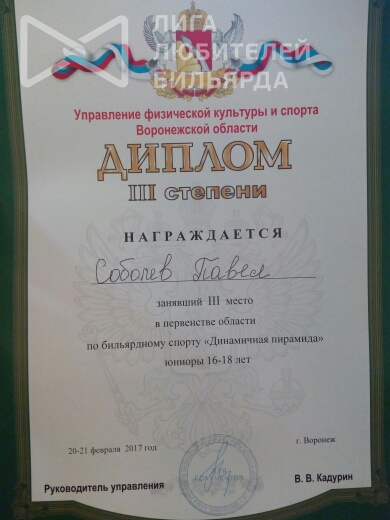 ЛИГА
ЛЮБИТЕЛЕЙ
БИЛЬЯРДА
Управление физической культуры и спорта
Воронежской области
ДИПЛОМ
III степени
НАГРАЖДАЕТСЯ
Соболев Павел
занявший III место
в первенстве области
по бильярдному спорту «Динамичная пирамида»
юниоры 16-18 лет
20-21 февраля 2017 год
г. Воронеж
ДЛЯ
ДОКУМЕНТОВ
Руководитель управления
В. В. Кадурин